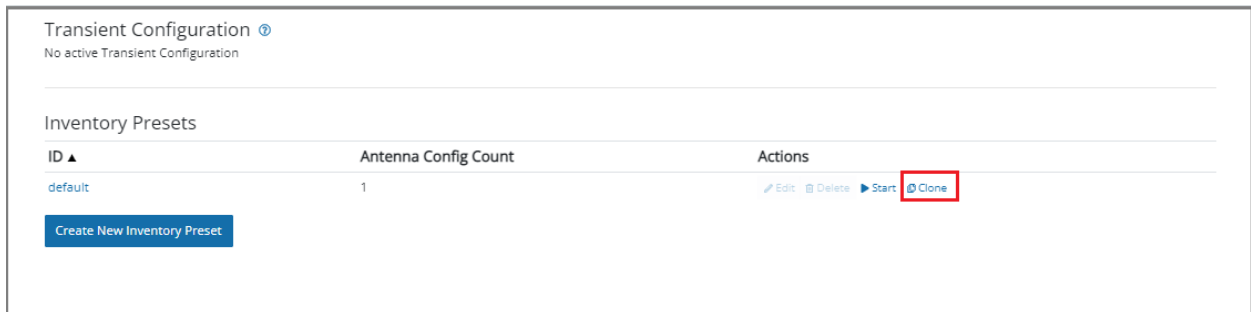 Transient Configuration
No active Transient Configuration
Inventory Presets
ID ▲ Antenna Config Count Actions
default 1 Edit Delete Start Clone
Create New Inventory Preset